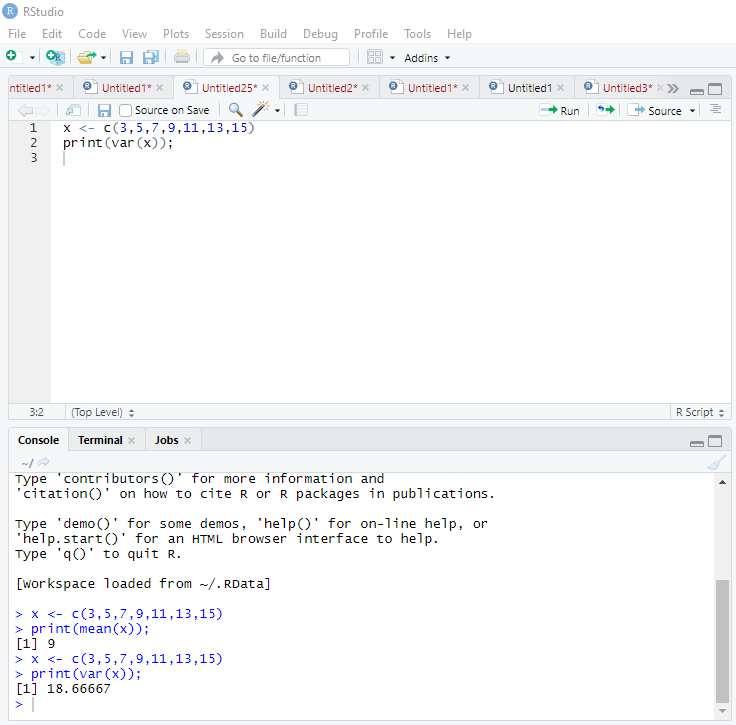 RStudio
File Edit Code View Plots Session Build Debug Profile Tools Help
Go to file/function Addins
ntitled1* Untitled1* Untitled25* Untitled2* Untitled1* Untitled1 Untitled3*
Source on Save Run Source
1 x <- c(3,5,7,9,11,13,15)
2 print(var(x));
3
3:2 (Top Level) R Script
Console Terminal Jobs
~/
Type 'contributors()' for more information and
'citation()' on how to cite R or R packages in publications.
Type 'demo()' for some demos, 'help()' for on-line help, or
'help.start()' for an HTML browser interface to help.
Type 'q()' to quit R.
[Workspace loaded from ~/.RData]
> x <- c(3,5,7,9,11,13,15)
> print(mean(x));
[1] 9
> x <- c(3,5,7,9,11,13,15)
> print(var(x));
[1] 18.66667
>